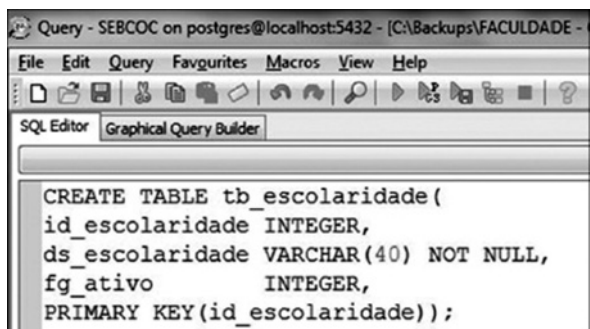 Query - SEBCOC on postgres@localhost:5432 - [C:\Backups\FACULDADE -
File Edit Query Favourites Macros View Help
SQL Editor Graphical Query Builder
CREATE TABLE tb_escolaridade(
id_escolaridade INTEGER,
ds_escolaridade VARCHAR(40) NOT NULL,
fg_ativo INTEGER,
PRIMARY KEY(id_escolaridade));